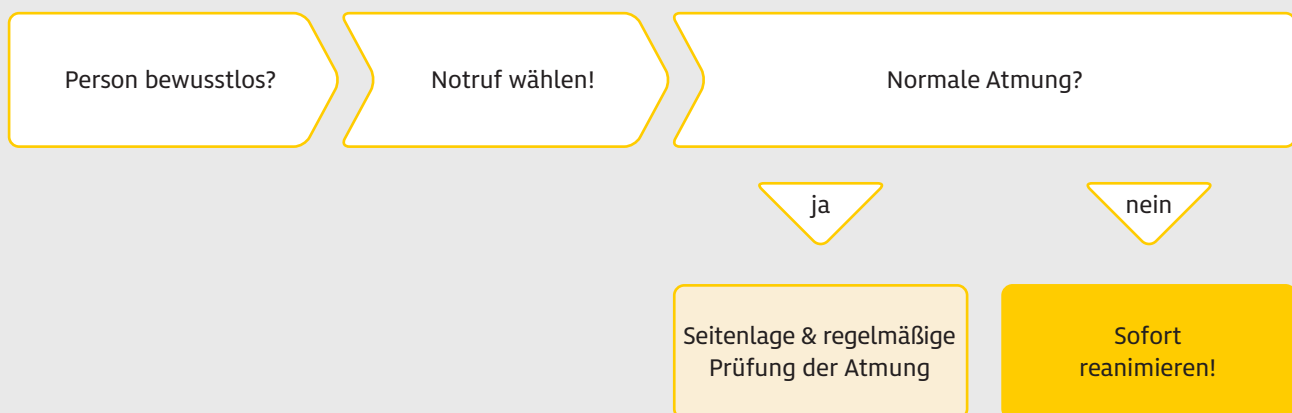 Person bewusstlos?
Notruf wählen!
Normale Atmung?
ja
nein
Seitenlage & regelmäßige
Prüfung der Atmung
Sofort
reanimieren!